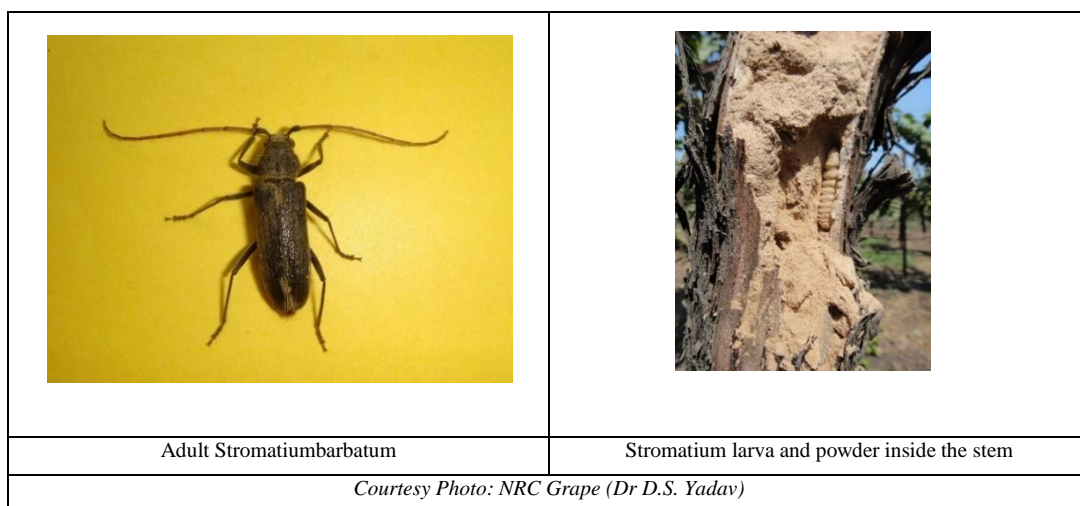 Adult Stromatiumbarbatum
Stromatium larva and powder inside the stem
Courtesy Photo: NRC Grape (Dr D.S. Yadav)